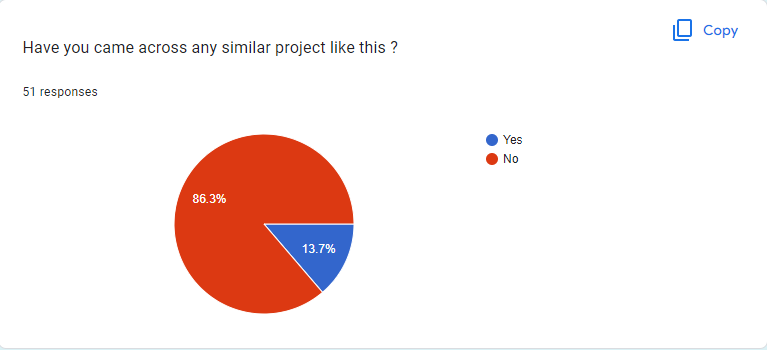 Copy
Have you came across any similar project like this ?
51 responses
Yes
No
86.3%
13.7%